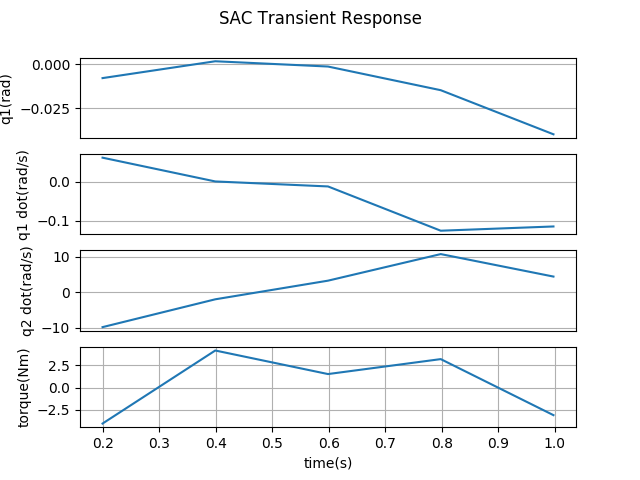 SAC Transient Response
0.000
−0.025
q1(rad)
0.0
−0.1
q1 dot(rad/s)
10
0
−10
q2 dot(rad/s)
2.5
0.0
−2.5
torque(Nm)
0.2 0.3 0.4 0.5 0.6 0.7 0.8 0.9 1.0
time(s)